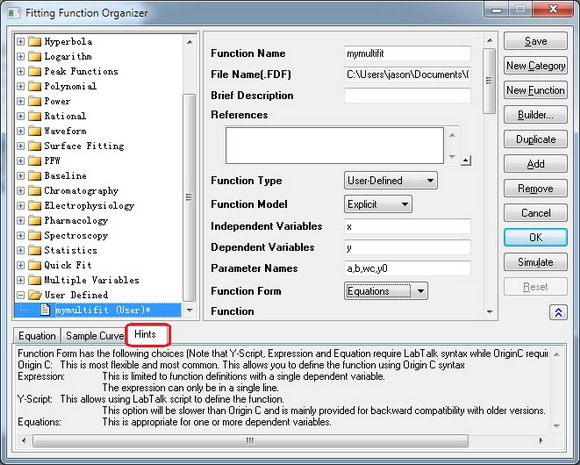 Fitting Function Organizer
Hyperbola
Logarithm
Peak Functions
Polynomial
Power
Rational
Waveform
Surface Fitting
PFW
Baseline
Chromatography
Electrophysiology
Pharmacology
Spectroscopy
Statistics
Quick Fit
Multiple Variables
User Defined
mymultifit (User)*
Function Name mymultifit
File Name(.FDF) C:\Users\jason\Documents\
Brief Description
References
Function Type User-Defined
Function Model Explicit
Independent Variables x
Dependent Variables y
Parameter Names a,b,wc,y0
Function Form Equations
Function
Save
New Category
New Function
Builder...
Duplicate
Add
Remove
Cancel
OK
Simulate
Reset
Equation Sample Curve Hints
Function Form has the following choices (Note that Y-Script, Expression and Equation require LabTalk syntax while OriginC requi
Origin C: This is most flexible and most common. This allows you to define the function using Origin C syntax
Expression: This is limited to function definitions with a single dependent variable.
The expression can only be in a single line.
Y-Script: This allows using LabTalk script to define the function.
This option will be slower than Origin C and is mainly provided for backward compatibility with older versions.
Equations: This is appropriate for one or more dependent variables.